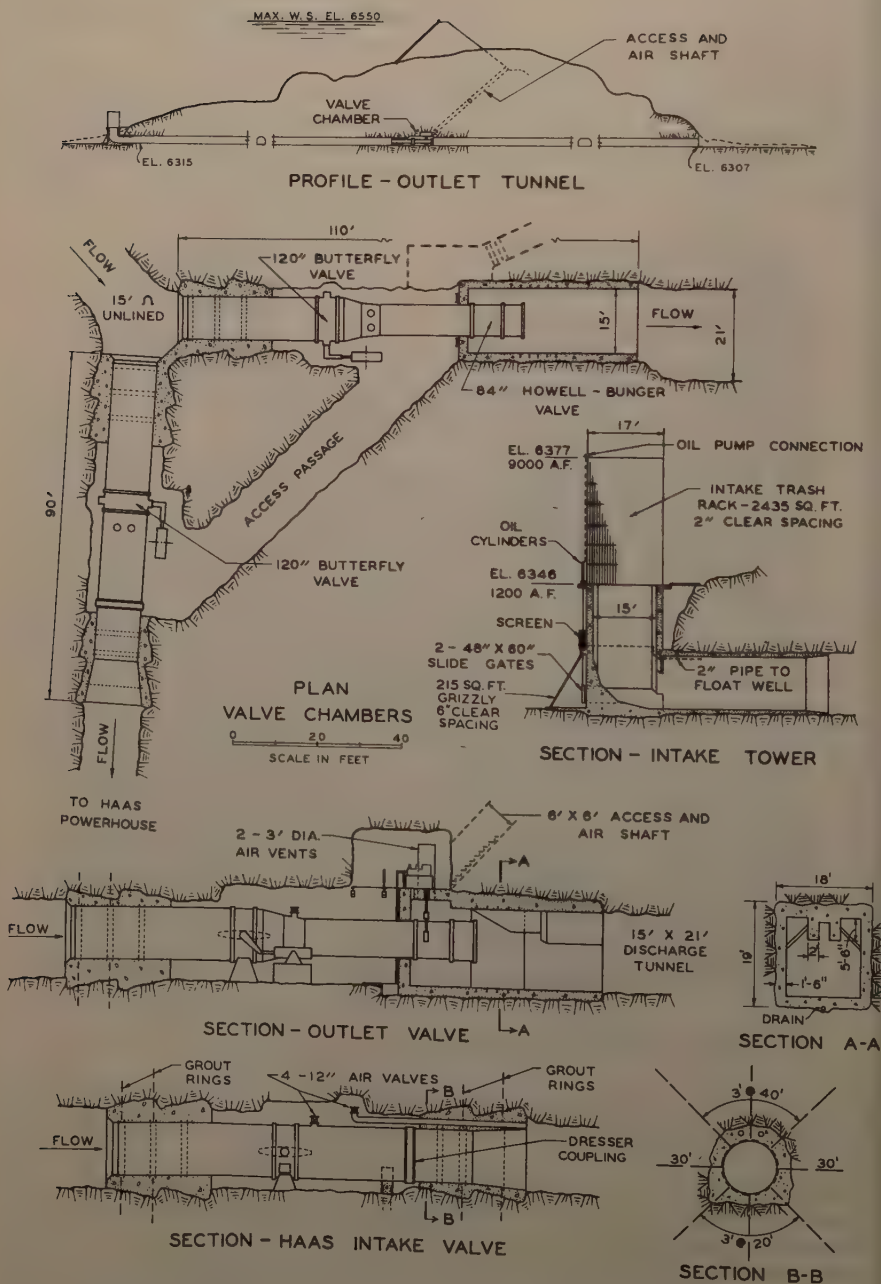 MAX. W. S. EL. 6550
ACCESS AND
AIR SHAFT
VALVE
CHAMBER
EL. 6315
EL. 6307
PROFILE - OUTLET TUNNEL
110'
FLOW
120" BUTTERFLY
VALVE
15' ∩
UNLINED
15'
FLOW
21'
84" HOWELL - BUNGER
VALVE
90'
ACCESS PASSAGE
120" BUTTERFLY
VALVE
17'
EL. 6377
9000 A.F.
OIL PUMP CONNECTION
INTAKE TRASH
RACK - 2435 SQ. FT.
2" CLEAR SPACING
OIL
CYLINDERS
EL. 6346
1200 A. F.
15'
SCREEN
2 - 48" X 60"
SLIDE GATES
215 SQ. FT.
GRIZZLY
6" CLEAR
SPACING
2" PIPE TO
FLOAT WELL
SECTION - INTAKE TOWER
PLAN
VALVE CHAMBERS
0 20 40
SCALE IN FEET
FLOW
TO HAAS
POWERHOUSE
2 - 3' DIA.
AIR VENTS
6' X 6' ACCESS AND
AIR SHAFT
A
FLOW
15' X 21'
DISCHARGE
TUNNEL
A
SECTION - OUTLET VALVE
18'
19'
2'
5'-6"
1'-6"
DRAIN
SECTION A-A
GROUT
RINGS
4 - 12" AIR VALVES
B
GROUT
RINGS
FLOW
DRESSER
COUPLING
B
SECTION - HAAS INTAKE VALVE
3' 40'
30' 30'
3' 20'
SECTION B-B